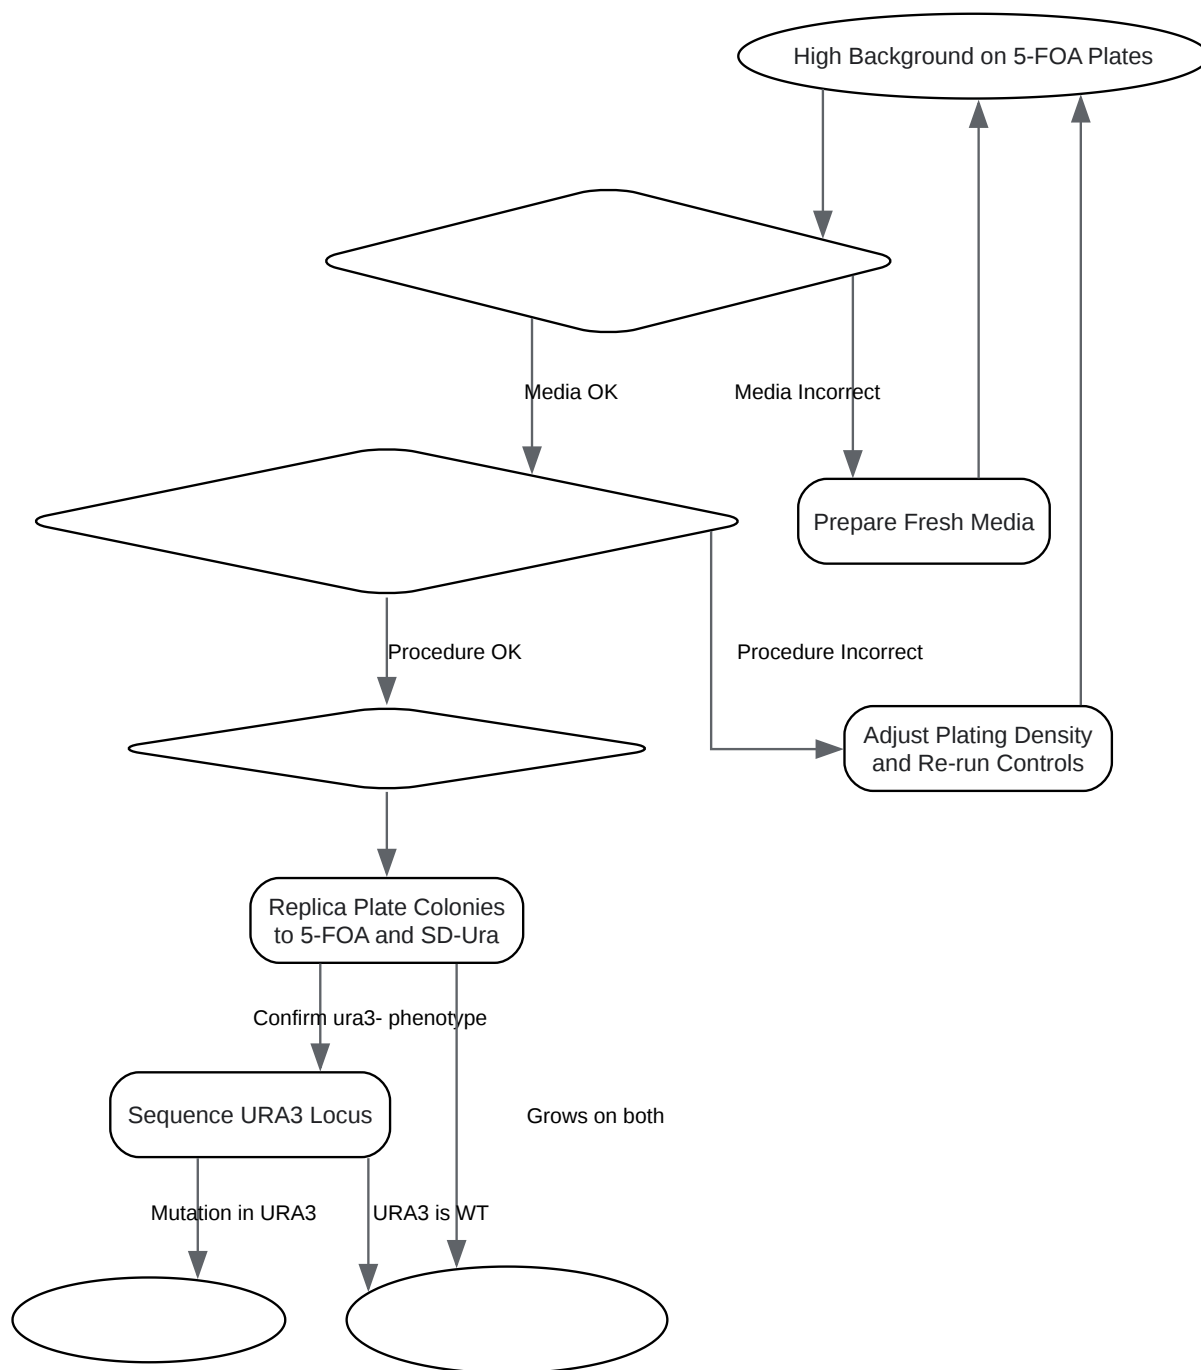 High Background on 5-FOA Plates
Media OK
Media Incorrect
Prepare Fresh Media
Procedure OK
Procedure Incorrect
Adjust Plating Density
and Re-run Controls
Replica Plate Colonies
to 5-FOA and SD-Ura
Confirm ura3- phenotype
Sequence URA3 Locus
Grows on both
Mutation in URA3
URA3 is WT